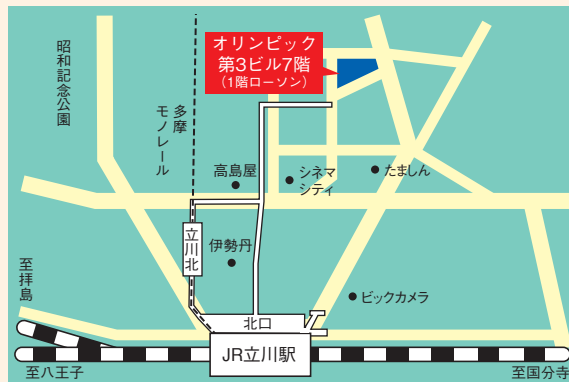 オリンピック
第3ビル7階
（1階ローソン）
昭和記念公園
多摩
モノレール
高島屋
シネマ
シティ
たましん
立川北
伊勢丹
至拝島
ビックカメラ
北口
JR立川駅
至八王子
至国分寺